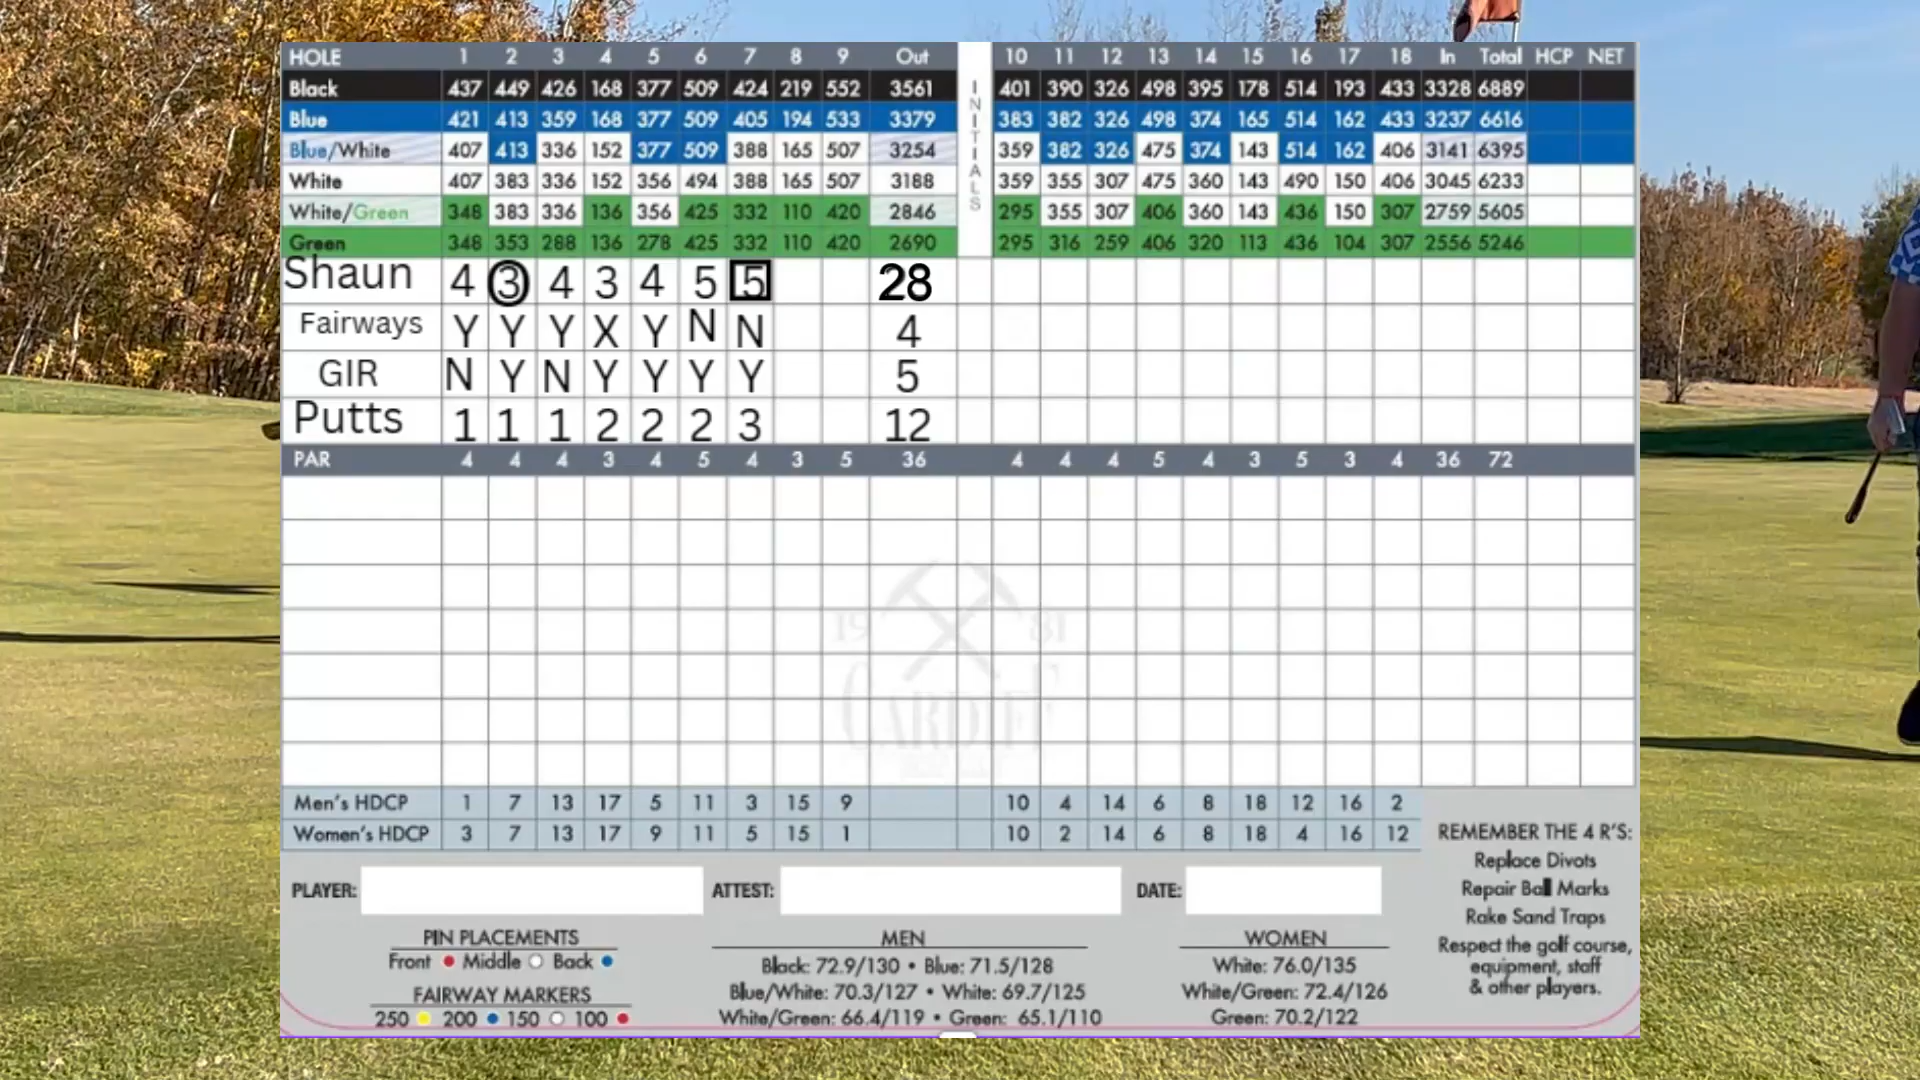 HOLE 1 2 3 4 5 6 7 8 9 Out INITIALS 10 11 12 13 14 15 16 17 18 In Total HCP NET
Black 437 449 426 168 377 509 424 219 552 3561 401 390 326 498 395 178 514 193 433 3328 6889
Blue 421 413 359 168 377 509 405 194 533 3379 383 382 326 498 374 165 514 162 433 3237 6616
Blue/White 407 413 336 152 377 509 388 165 507 3254 359 382 326 475 374 143 514 162 406 3141 6395
White 407 383 336 152 356 494 388 165 507 3188 359 355 307 475 360 143 490 150 406 3045 6233
White/Green 348 383 336 136 356 425 332 110 420 2846 295 355 307 406 360 143 436 150 307 2759 5605
Green 348 353 288 136 278 425 332 110 420 2690 295 316 259 406 320 113 436 104 307 2556 5246
Shaun 4 3 4 3 4 5 5 28
Fairways Y Y Y X Y N N 4
GIR N Y N Y Y Y Y 5
Putts 1 1 1 2 2 2 3 12
PAR 4 4 4 3 4 5 4 3 5 36 4 4 4 5 4 3 5 3 4 36 72
19 81
CARDIFF
Men's HDCP 1 7 13 17 5 11 3 15 9 10 4 14 6 8 18 12 16 2
Women's HDCP 3 7 13 17 9 11 5 15 1 10 2 14 6 8 18 4 16 12
REMEMBER THE 4 R'S:
Replace Divots
Repair Ball Marks
Rake Sand Traps
Respect the golf course,
equipment, staff
& other players.
PLAYER: ATTEST: DATE:
PIN PLACEMENTS
Front Middle Back
FAIRWAY MARKERS
250 200 150 100
MEN
Black: 72.9/130 • Blue: 71.5/128
Blue/White: 70.3/127 • White: 69.7/125
White/Green: 66.4/119 • Green: 65.1/110
WOMEN
White: 76.0/135
White/Green: 72.4/126
Green: 70.2/122